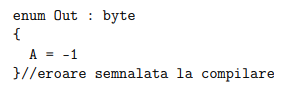 enum Out : byte
{
A = -1
}//eroare semnalata la compilare